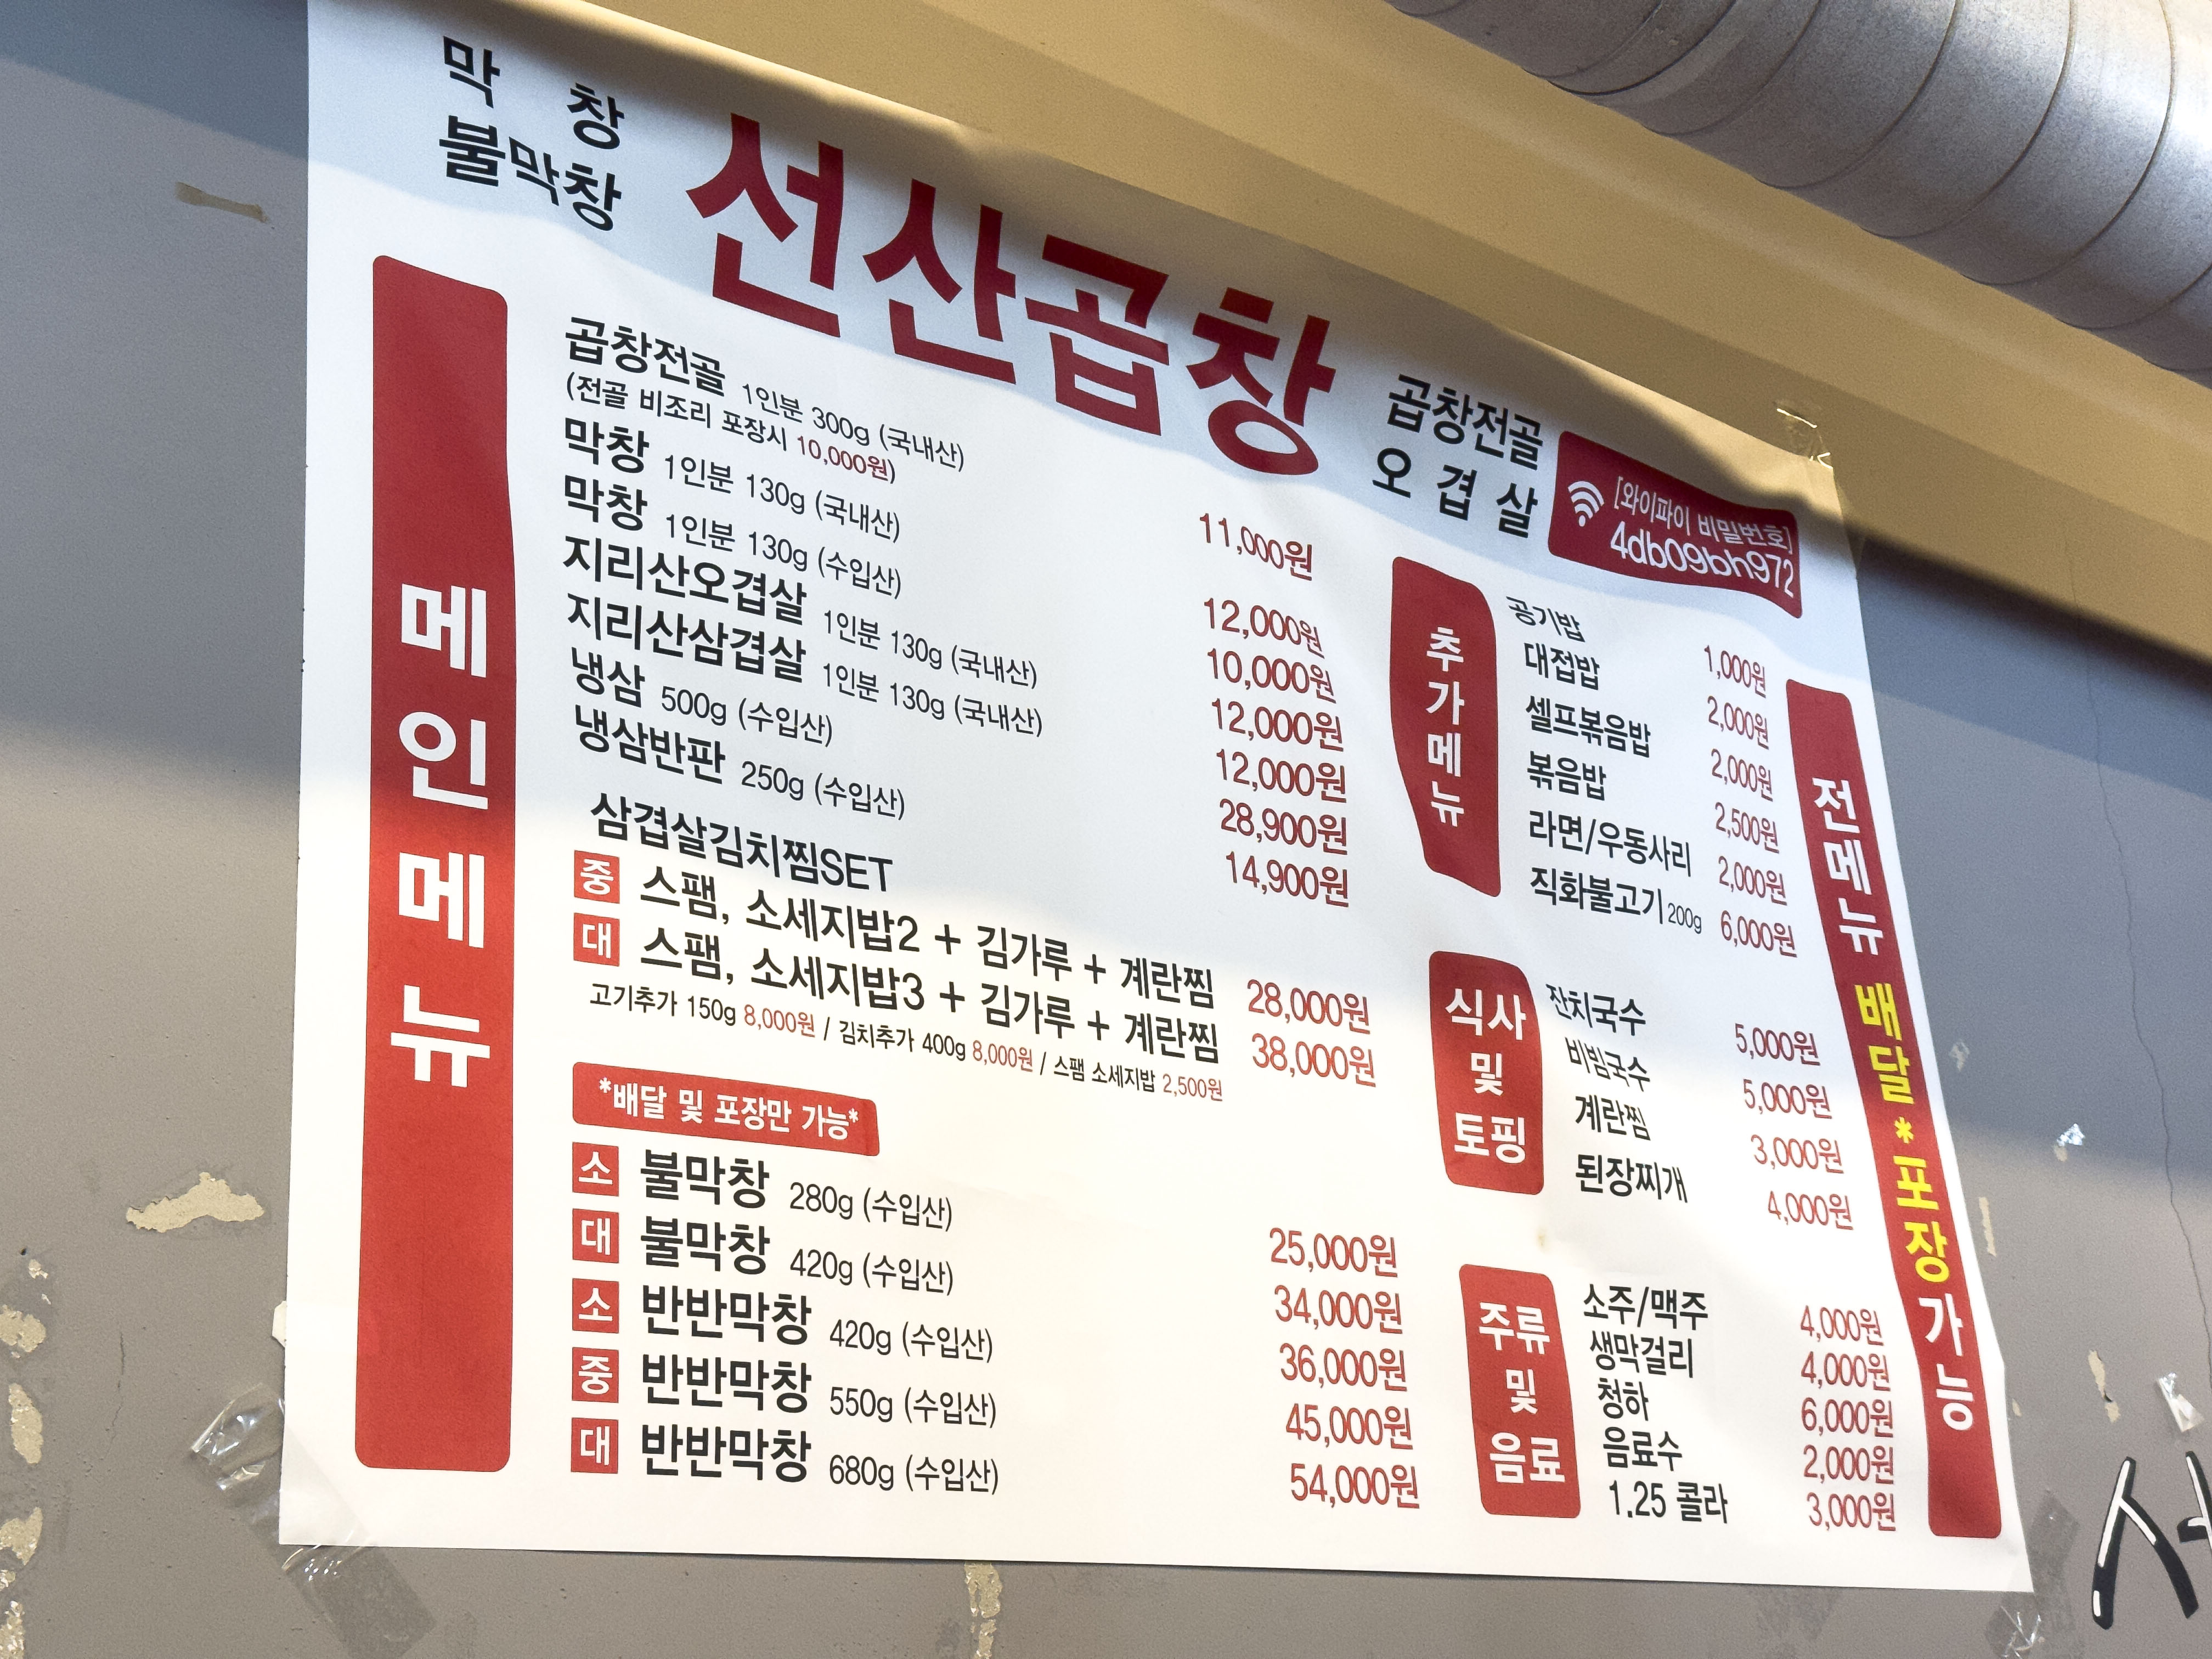 막 창
불막창
선산곱창
곱창전골
오 겹 살
[와이파이 비밀번호]
4db09bh972
메인메뉴
곱창전골 1인분 300g (국내산) 11,000원
(전골 비조리 포장시 10,000원)
막창 1인분 130g (국내산) 12,000원
막창 1인분 130g (수입산) 10,000원
지리산오겹살 1인분 130g (국내산) 12,000원
지리산삼겹살 1인분 130g (국내산) 12,000원
냉삼 500g (수입산) 28,900원
냉삼반판 250g (수입산) 14,900원
삼겹살김치찜SET
중 스팸, 소세지밥2 + 김가루 + 계란찜 28,000원
대 스팸, 소세지밥3 + 김가루 + 계란찜 38,000원
고기추가 150g 8,000원 / 김치추가 400g 8,000원 / 스팸 소세지밥 2,500원
*배달 및 포장만 가능*
소 불막창 280g (수입산) 25,000원
대 불막창 420g (수입산) 34,000원
소 반반막창 420g (수입산) 36,000원
중 반반막창 550g (수입산) 45,000원
대 반반막창 680g (수입산) 54,000원
추가메뉴
공기밥 1,000원
대접밥 2,000원
셀프볶음밥 2,000원
볶음밥 2,500원
라면/우동사리 2,000원
직화불고기 200g 6,000원
식사
및
토핑
잔치국수 5,000원
비빔국수 5,000원
계란찜 3,000원
된장찌개 4,000원
주류
및
음료
소주/맥주 4,000원
생막걸리 4,000원
청하 6,000원
음료수 2,000원
1.25 콜라 3,000원
전메뉴 배달*포장가능